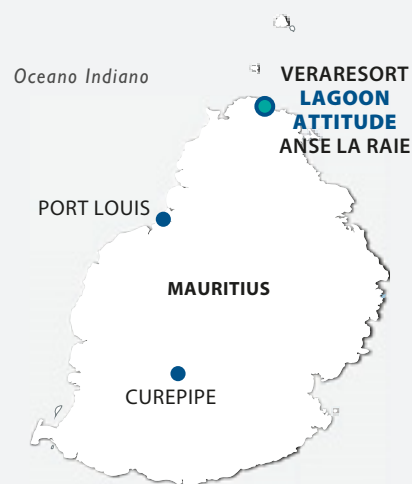 Oceano Indiano
VERARESORT
LAGOON
ATTITUDE
ANSE LA RAIE
PORT LOUIS
MAURITIUS
CUREPIPE